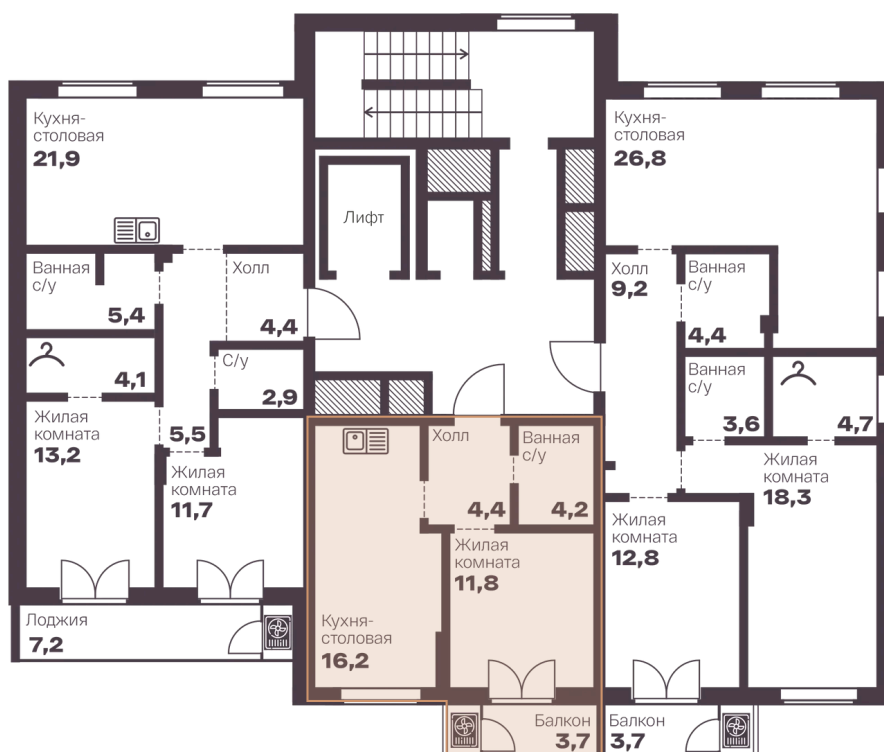 Кухня-
столовая
21,9
Ванная
с/у
5,4
Холл
4,4
4,1
С/у
2,9
Жилая
комната
13,2
5,5
Жилая
комната
11,7
Лоджия
7,2
Лифт
Кухня-
столовая
26,8
Холл
9,2
Ванная
с/у
4,4
Ванная
с/у
3,6
4,7
Жилая
комната
18,3
Жилая
комната
12,8
Холл
4,4
Ванная
с/у
4,2
Жилая
комната
11,8
Кухня-
столовая
16,2
Балкон
3,7
Балкон
3,7